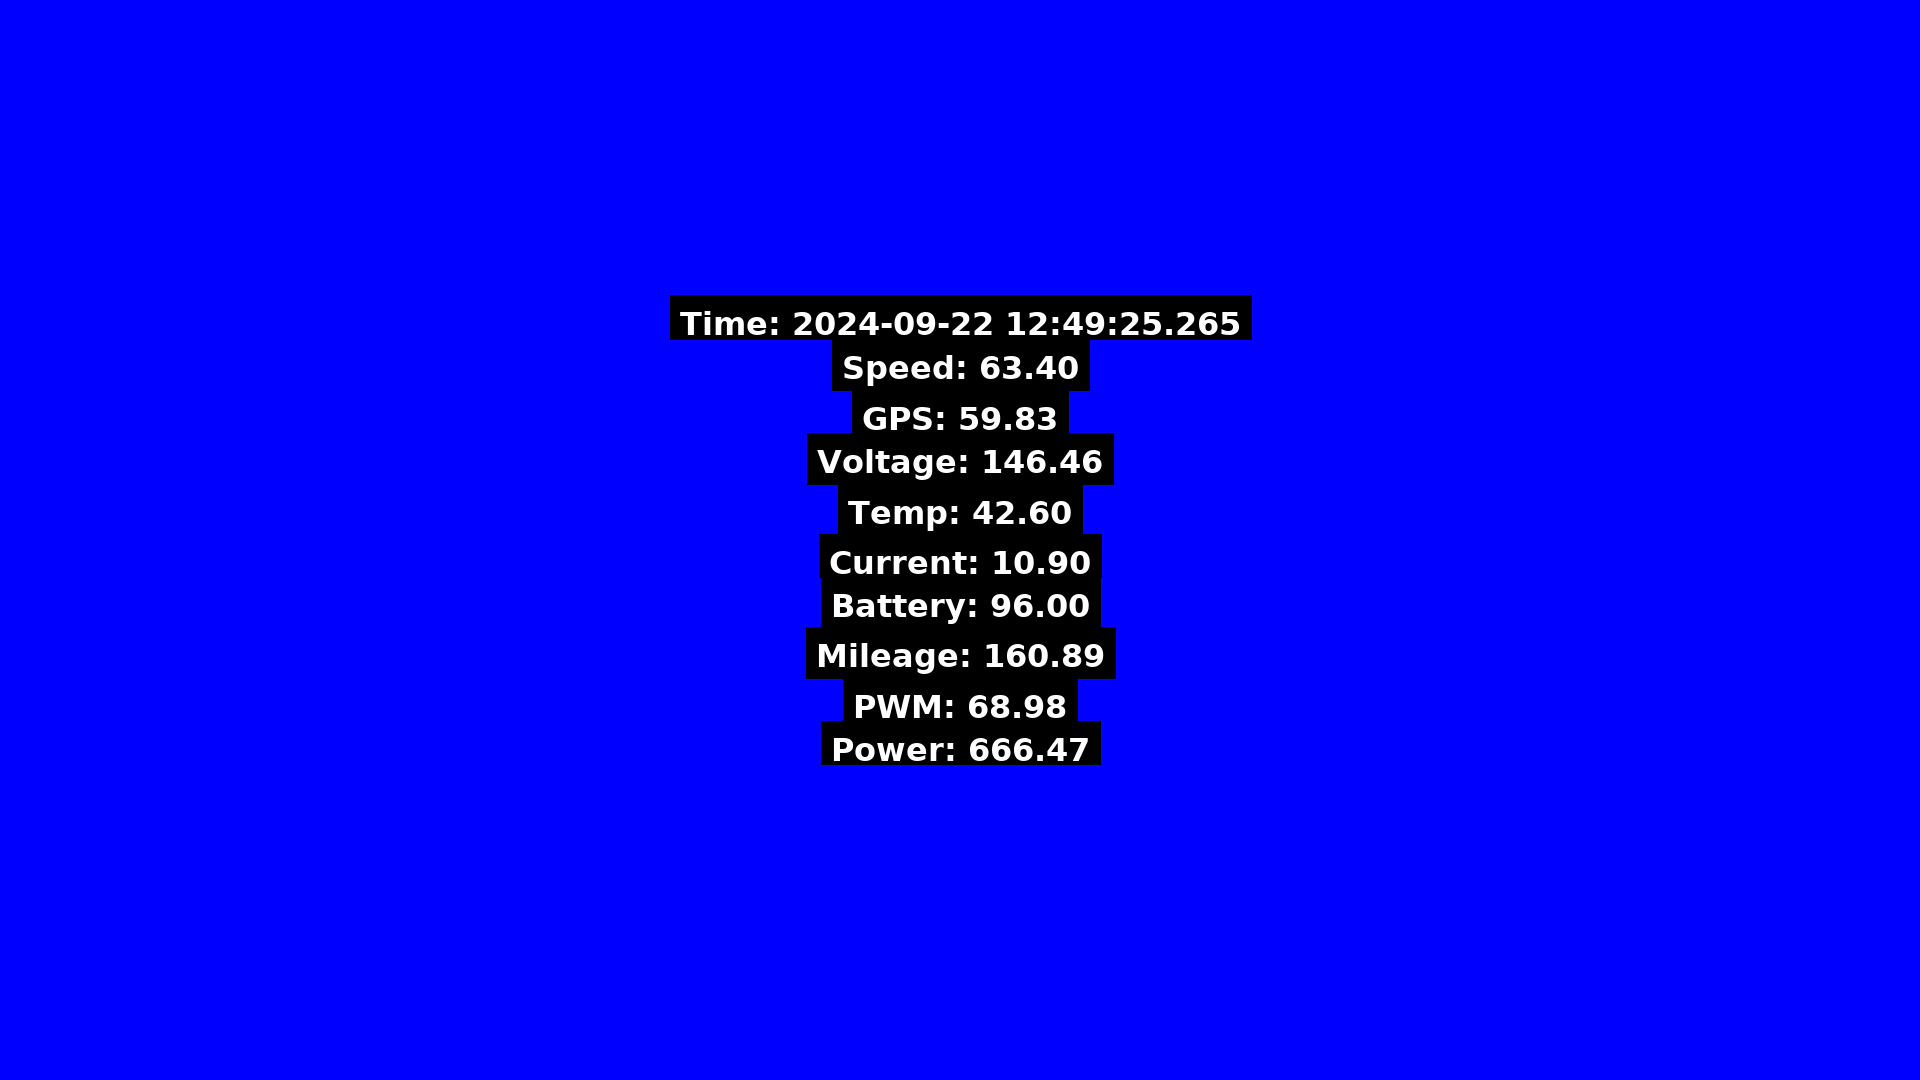 Time: 2024-09-22 12:49:25.265
Speed: 63.40
GPS: 59.83
Voltage: 146.46
Temp: 42.60
Current: 10.90
Battery: 96.00
Mileage: 160.89
PWM: 68.98
Power: 666.47